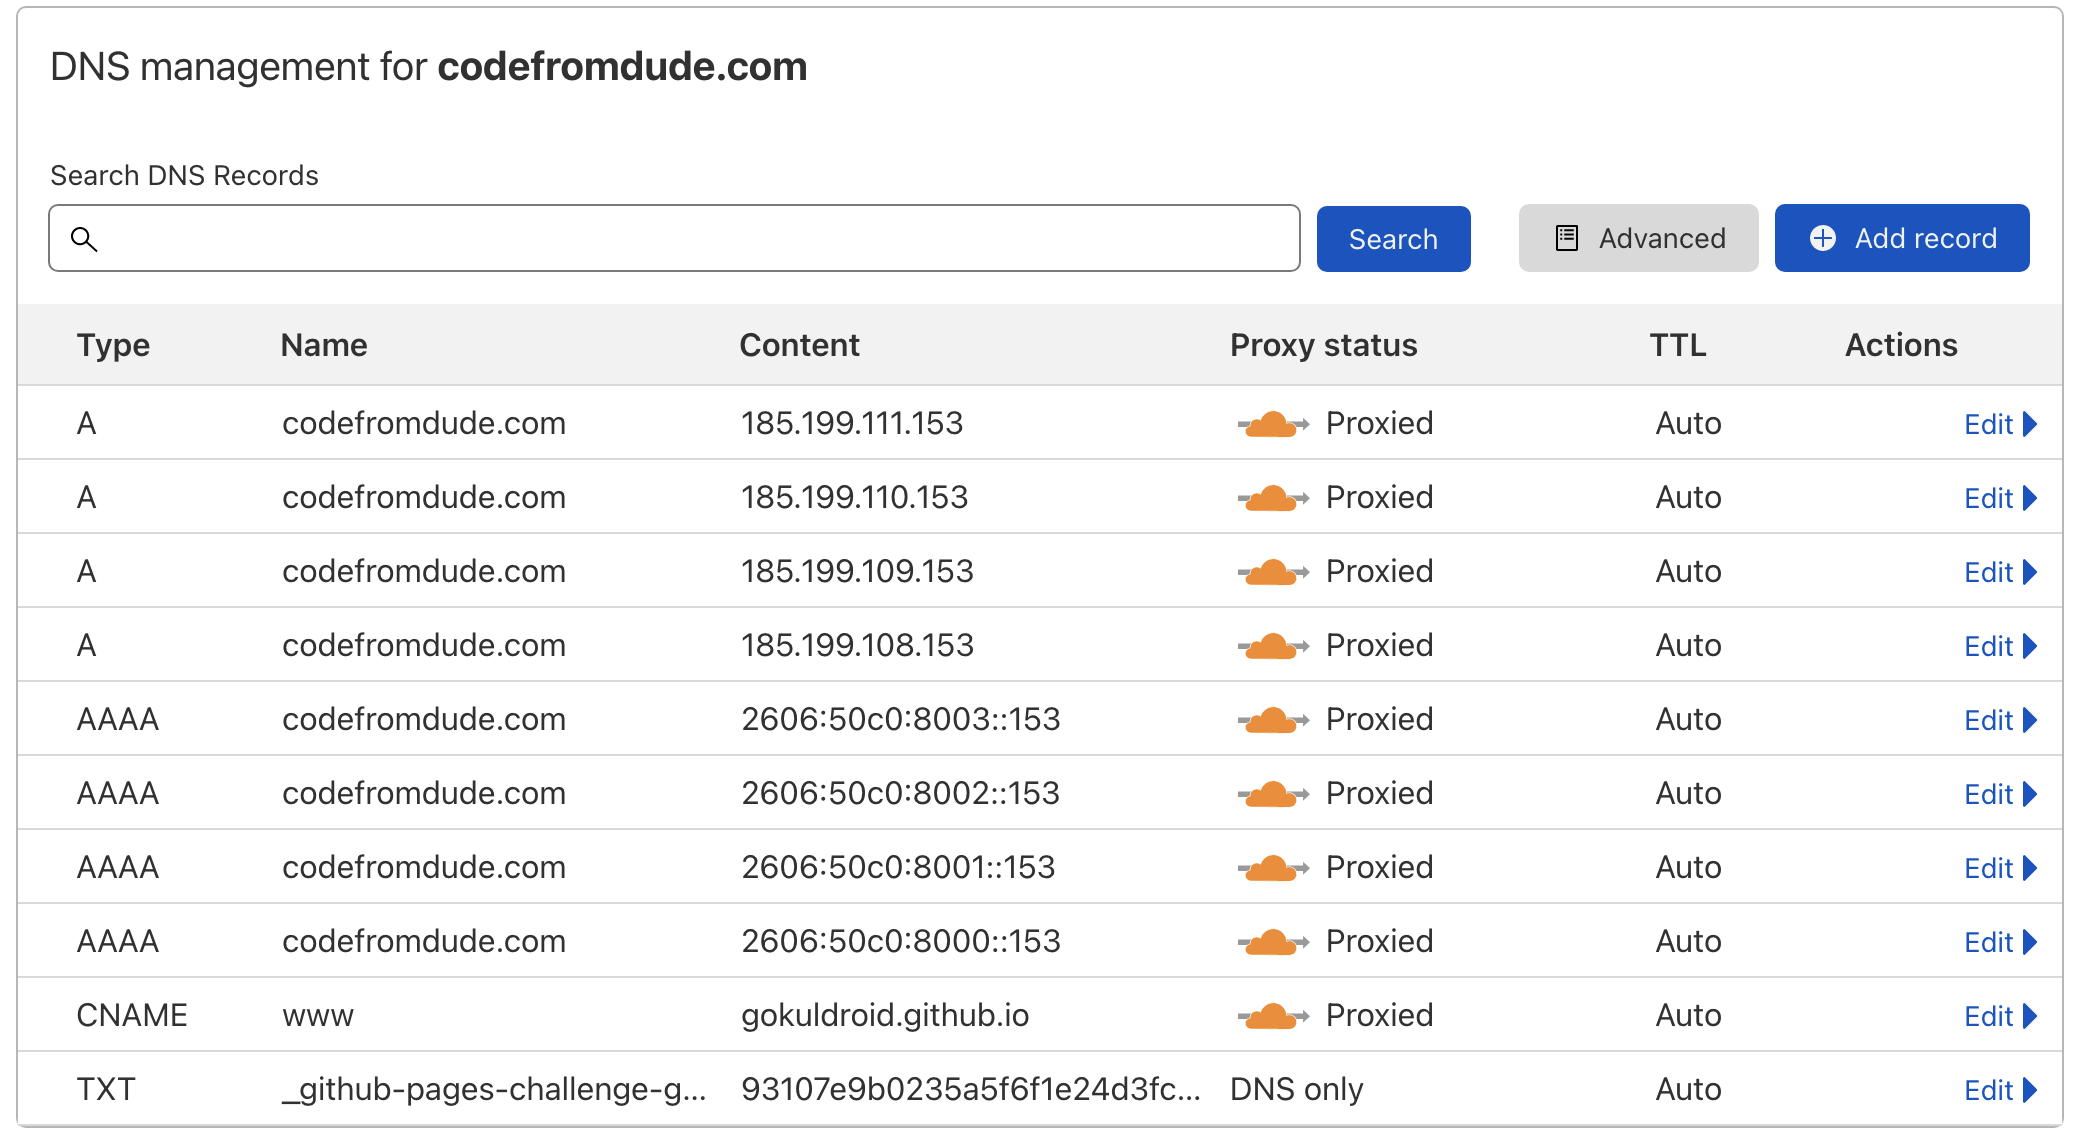 DNS management for codefromdude.com
Search DNS Records
Search
Advanced
Add record
Type Name Content Proxy status TTL Actions
A codefromdude.com 185.199.111.153 Proxied Auto Edit
A codefromdude.com 185.199.110.153 Proxied Auto Edit
A codefromdude.com 185.199.109.153 Proxied Auto Edit
A codefromdude.com 185.199.108.153 Proxied Auto Edit
AAAA codefromdude.com 2606:50c0:8003::153 Proxied Auto Edit
AAAA codefromdude.com 2606:50c0:8002::153 Proxied Auto Edit
AAAA codefromdude.com 2606:50c0:8001::153 Proxied Auto Edit
AAAA codefromdude.com 2606:50c0:8000::153 Proxied Auto Edit
CNAME www gokuldroid.github.io Proxied Auto Edit
TXT _github-pages-challenge-g... 93107e9b0235a5f6f1e24d3fc... DNS only Auto Edit